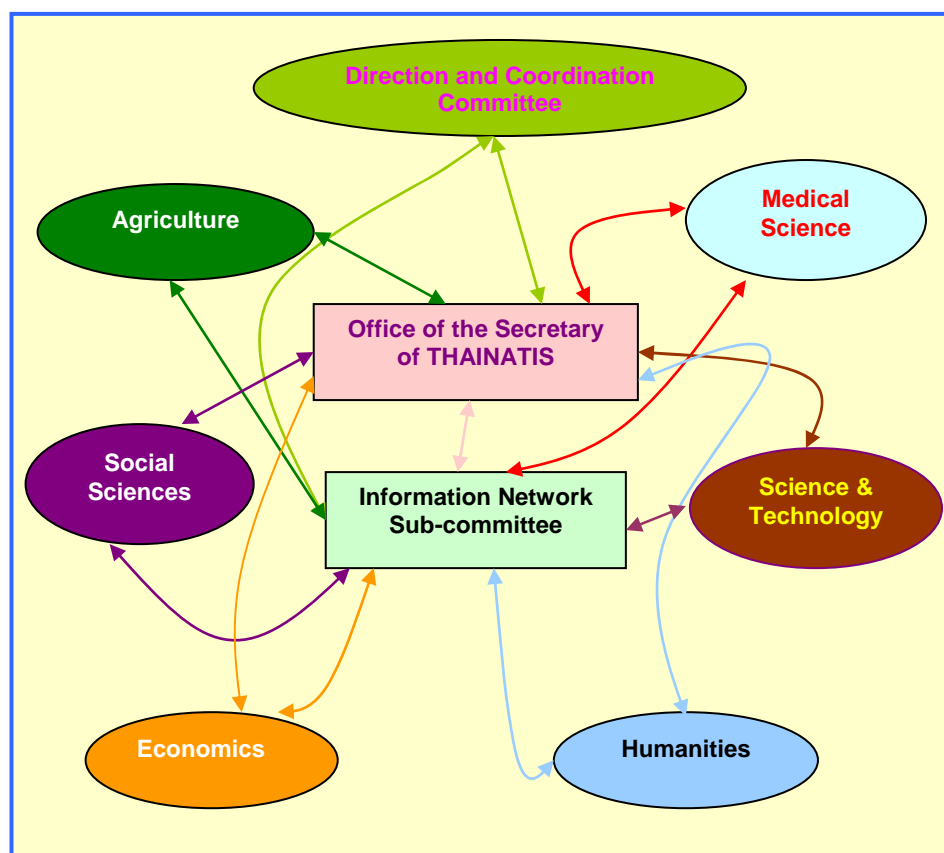 Direction and Coordination
Committee
Agriculture
Medical
Science
Office of the Secretary
of THAINATIS
Social
Sciences
Information Network
Sub-committee
Science &
Technology
Economics
Humanities